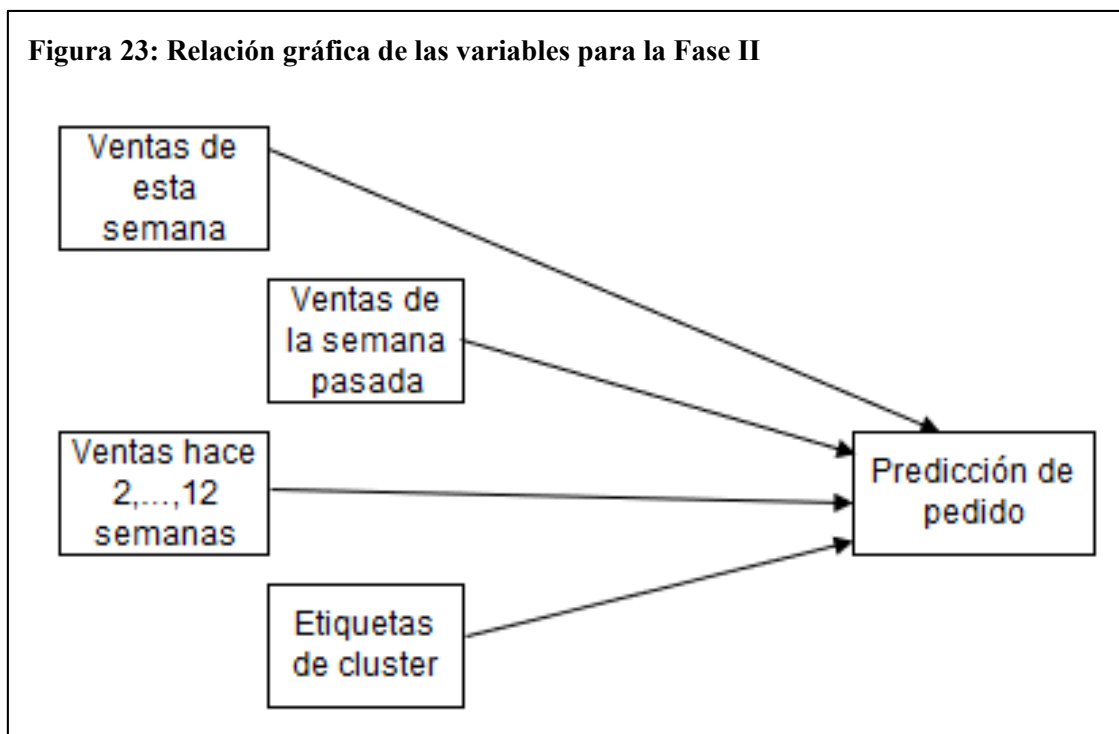 Figura 23: Relación gráfica de las variables para la Fase II
Ventas de
esta
semana
Ventas de
la semana
pasada
Ventas hace
2,...,12
semanas
Etiquetas
de cluster
Predicción de
pedido